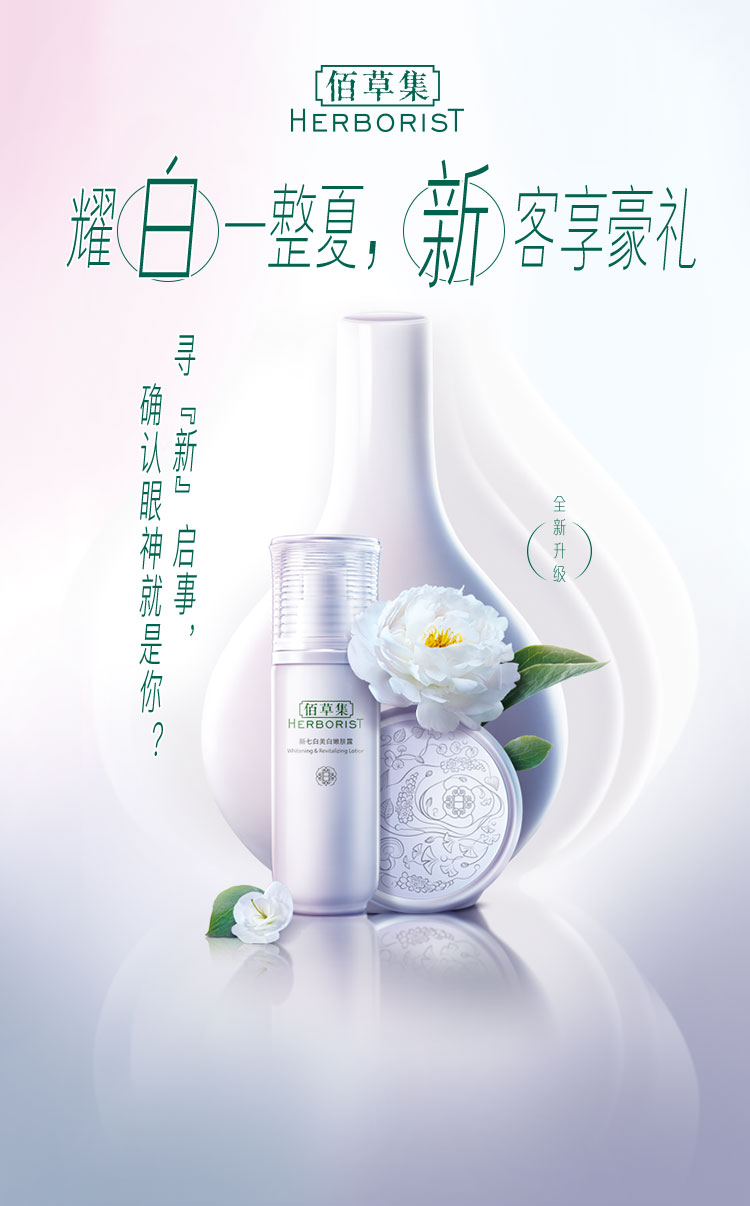 佰草集
HERBORIST
耀白一整夏，新客享豪礼
寻『新』启事，
确认眼神就是你？
全新升级
佰草集
HERBORIST
新七白美白嫩肤露
Whitening & Revitalizing Lotion